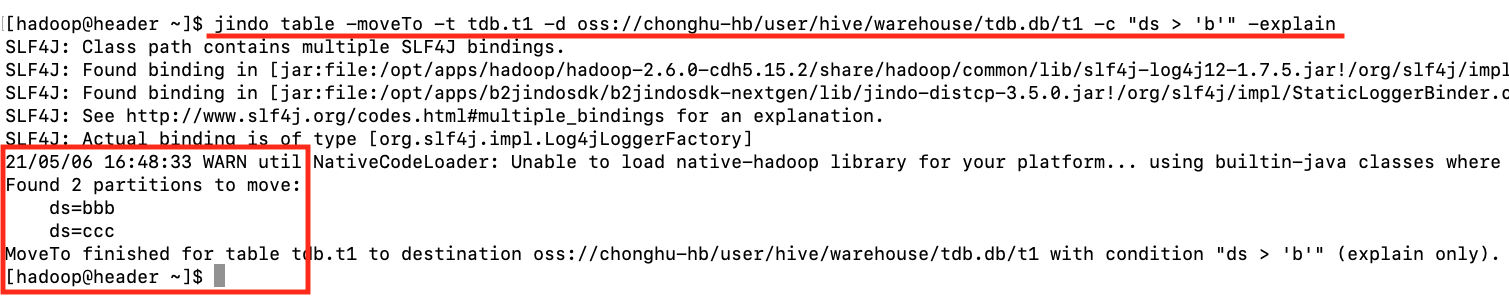 [hadoop@header ~]$ jindo table -moveTo -t tdb.t1 -d oss://chonghu-hb/user/hive/warehouse/tdb.db/t1 -c "ds > 'b'" -explain
SLF4J: Class path contains multiple SLF4J bindings.
SLF4J: Found binding in [jar:file:/opt/apps/hadoop/hadoop-2.6.0-cdh5.15.2/share/hadoop/common/lib/slf4j-log4j12-1.7.5.jar!/org/slf4j/impl
SLF4J: Found binding in [jar:file:/opt/apps/b2jindosdk/b2jindosdk-nextgen/lib/jindo-distcp-3.5.0.jar!/org/slf4j/impl/StaticLoggerBinder.c
SLF4J: See http://www.slf4j.org/codes.html#multiple_bindings for an explanation.
SLF4J: Actual binding is of type [org.slf4j.impl.Log4jLoggerFactory]
21/05/06 16:48:33 WARN util NativeCodeLoader: Unable to load native-hadoop library for your platform... using builtin-java classes where
Found 2 partitions to move:
    ds=bbb
    ds=ccc
MoveTo finished for table tdb.t1 to destination oss://chonghu-hb/user/hive/warehouse/tdb.db/t1 with condition "ds > 'b'" (explain only).
[hadoop@header ~]$